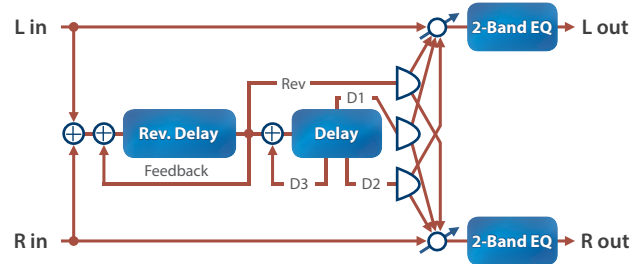 L in
2-Band EQ
L out
Rev
D1
Rev. Delay
Delay
Feedback
D3
D2
R in
2-Band EQ
R out